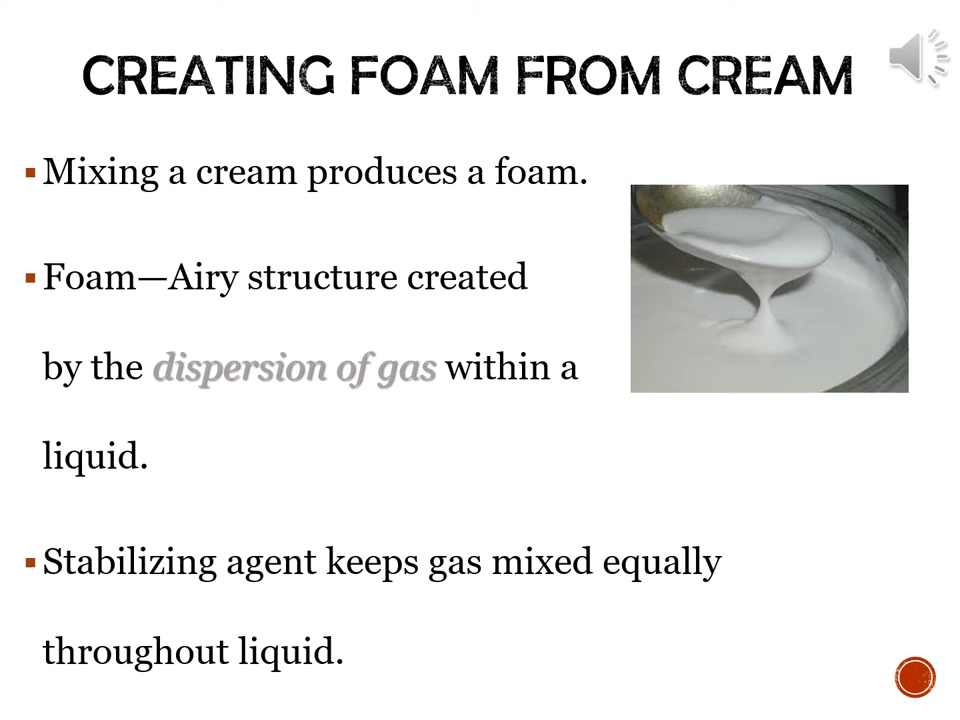 CREATING FOAM FROM CREAM
▪Mixing a cream produces a foam.
▪Foam—Airy structure created
by the dispersion of gas within a
liquid.
▪Stabilizing agent keeps gas mixed equally
throughout liquid.